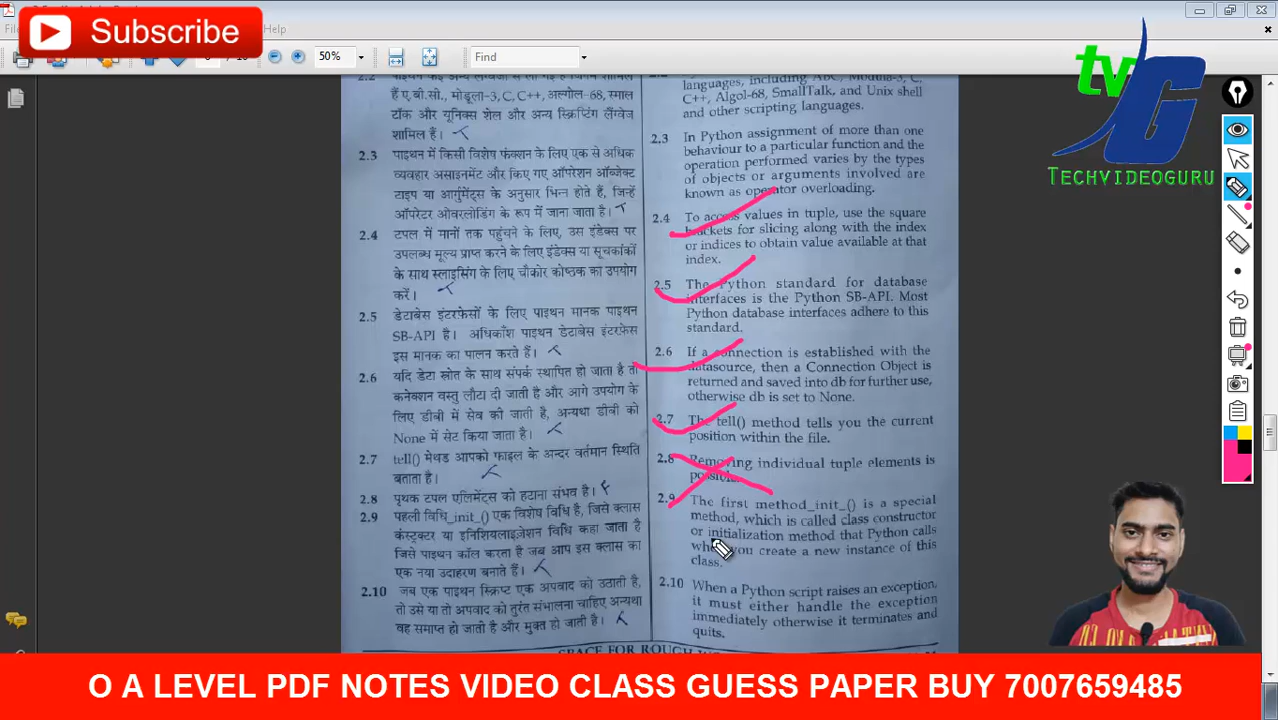 Subscribe
Help
50%
Find
tv
G
TECHVIDEOGURU
2.2
हैं ए.बी.सी., मोडूला-3, C, C++, अल्गोल-68, स्माल
टॉक और यूनिक्स शेल और अन्य स्क्रिप्टिंग लैंग्वेज
शामिल हैं।
2.3 पाइथन में किसी विशेष फंक्शन के लिए एक से अधिक
व्यवहार असाइनमेंट और किए गए ऑपरेशन ऑब्जेक्ट
टाइप या आर्गुमेंट्स के अनुसार भिन्न होते हैं, जिन्हें
ऑपरेटर ओवरलोडिंग के रूप में जाना जाता है।
2.4 टपल में मानों तक पहुंचने के लिए, उस इंडेक्स पर
उपलब्ध मूल्य प्राप्त करने के लिए इंडेक्स या सूचकांकों
के साथ स्लाइसिंग के लिए चौकोर कोष्ठक का उपयोग
करें।
2.5 डेटाबेस इंटरफ़ेसों के लिए पाइथन मानक पाइथन
SB-API है। अधिकाँश पाइथन डेटाबेस इंटरफ़ेस
इस मानक का पालन करते हैं।
2.6 यदि डेटा स्रोत के साथ संपर्क स्थापित हो जाता है तो
कनेक्शन वस्तु लौटा दी जाती है और आगे उपयोग के
लिए डीबी में सेव की जाती है, अन्यथा डीबी को
None में सेट किया जाता है।
2.7 tell() मेथड आपको फाइल के अन्दर वर्तमान स्थिति
बताता है।
2.8 पृथक टपल एलिमेंट्स को हटाना संभव है।
2.9 पहली विधि_init_() एक विशेष विधि है, जिसे क्लास
कंस्ट्रक्टर या इनिशियलाइज़ेशन विधि कहा जाता है
जिसे पाइथन कॉल करता है जब आप इस क्लास का
एक नया उदाहरण बनाते हैं।
2.10 जब एक पाइथन स्क्रिप्ट एक अपवाद को उठाती है,
तो उसे या तो अपवाद को तुरंत संभालना चाहिए अन्यथा
वह समाप्त हो जाती है और मुक्त हो जाती है।
languages, including ABC, Modula-3, C,
C++, Algol-68, SmallTalk, and Unix shell
and other scripting languages.
2.3 In Python assignment of more than one
behaviour to a particular function and the
operation performed varies by the types
of objects or arguments involved are
known as operator overloading.
2.4 To access values in tuple, use the square
brackets for slicing along with the index
or indices to obtain value available at that
index.
2.5 The Python standard for database
interfaces is the Python SB-API. Most
Python database interfaces adhere to this
standard.
2.6 If a connection is established with the
datasource, then a Connection Object is
returned and saved into db for further use,
otherwise db is set to None.
2.7 The tell() method tells you the current
position within the file.
2.8 Removing individual tuple elements is
possible.
2.9 The first method_init_() is a special
method, which is called class constructor
or initialization method that Python calls
when you create a new instance of this
class.
2.10 When a Python script raises an exception,
it must either handle the exception
immediately otherwise it terminates and
quits.
SPACE FOR ROUGH
O A LEVEL PDF NOTES VIDEO CLASS GUESS PAPER BUY 7007659485